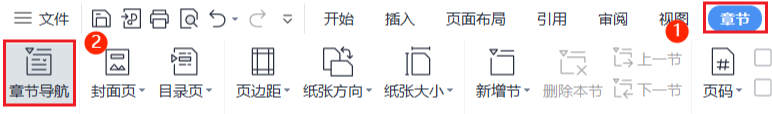 文件 开始 插入 页面布局 引用 审阅 视图 1 章节
2
章节导航 封面页 目录页 页边距 纸张方向 纸张大小 新增节 删除本节 上一节 下一节 页码